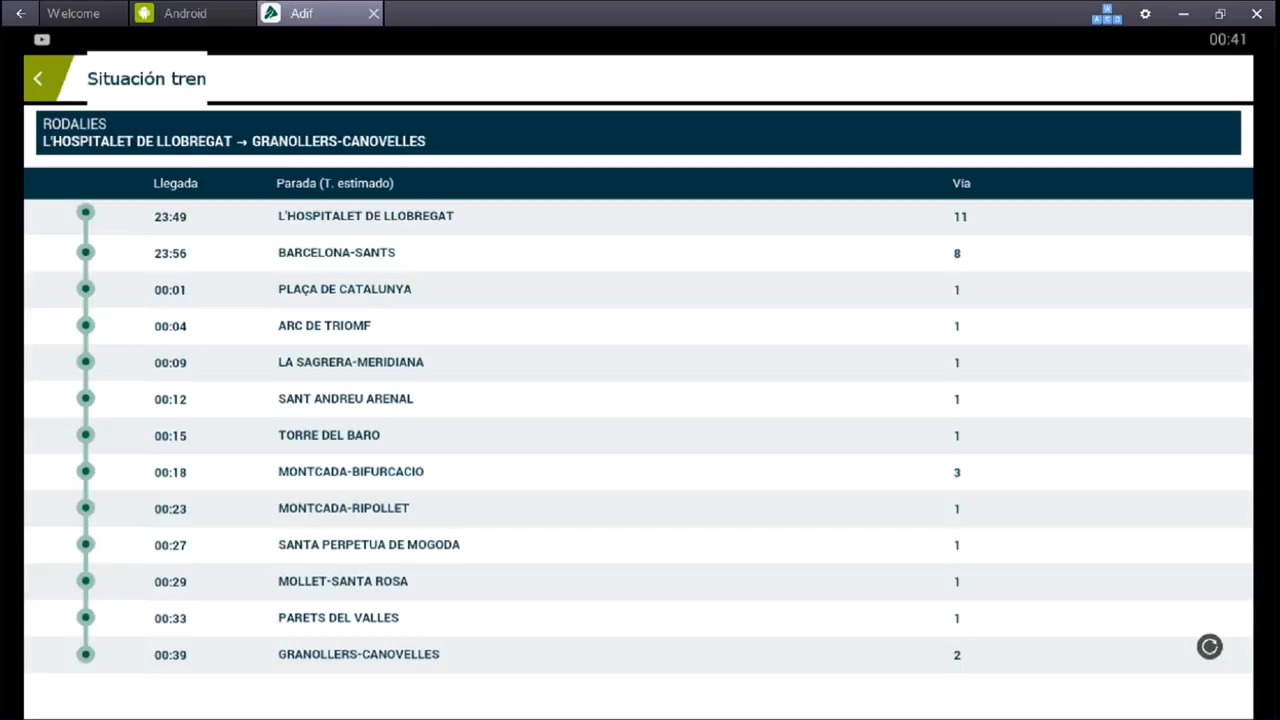 Welcome
Android
Adif
W
A S D
00:41
Situación tren
RODALIES
L'HOSPITALET DE LLOBREGAT → GRANOLLERS-CANOVELLES
Llegada Parada (T. estimado) Vía
23:49 L'HOSPITALET DE LLOBREGAT 11
23:56 BARCELONA-SANTS 8
00:01 PLAÇA DE CATALUNYA 1
00:04 ARC DE TRIOMF 1
00:09 LA SAGRERA-MERIDIANA 1
00:12 SANT ANDREU ARENAL 1
00:15 TORRE DEL BARO 1
00:18 MONTCADA-BIFURCACIO 3
00:23 MONTCADA-RIPOLLET 1
00:27 SANTA PERPETUA DE MOGODA 1
00:29 MOLLET-SANTA ROSA 1
00:33 PARETS DEL VALLES 1
00:39 GRANOLLERS-CANOVELLES 2